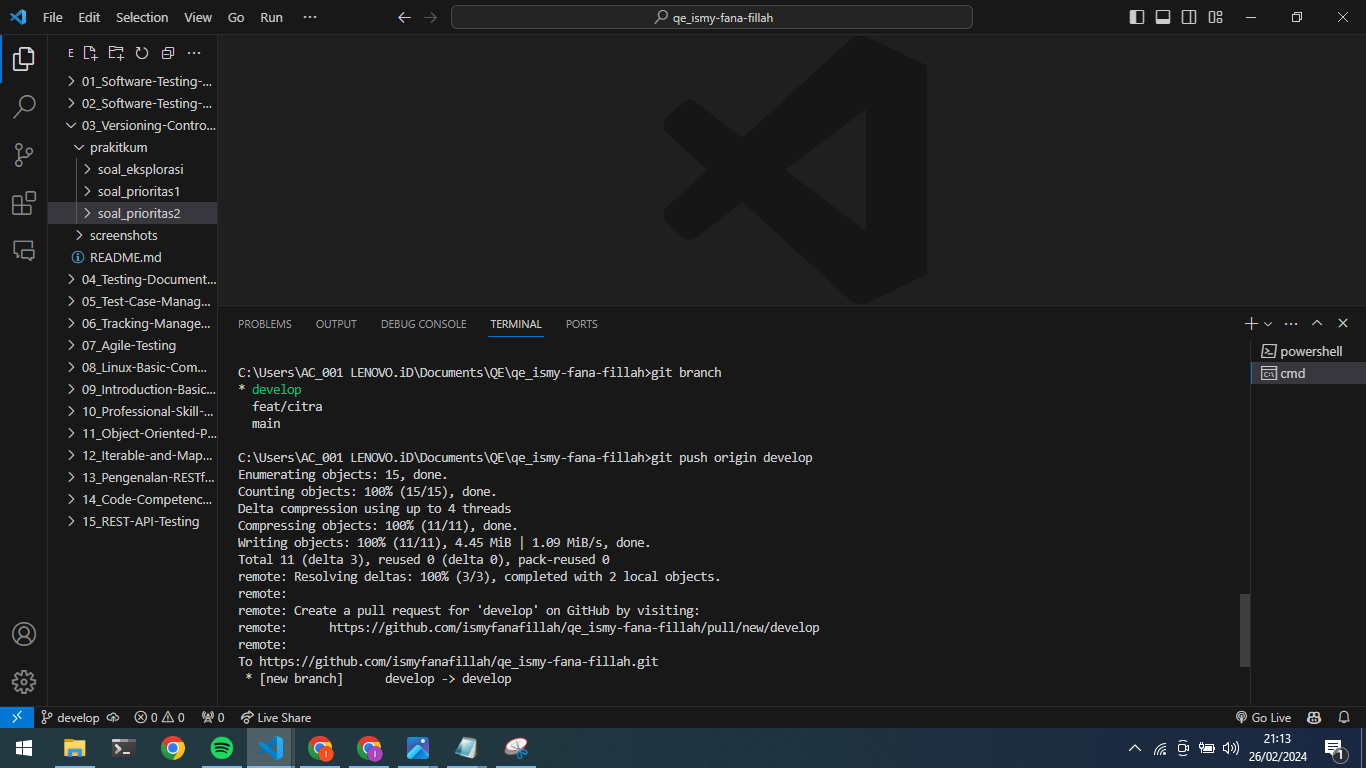 File Edit Selection View Go Run ··· qe_ismy-fana-fillah
E
01_Software-Testing-...
02_Software-Testing-...
03_Versioning-Contro...
prakitkum
soal_eksplorasi
soal_prioritas1
soal_prioritas2
screenshots
README.md
04_Testing-Document...
05_Test-Case-Manag...
06_Tracking-Manage...
07_Agile-Testing
08_Linux-Basic-Com...
09_Introduction-Basic...
10_Professional-Skill-...
11_Object-Oriented-P...
12_Iterable-and-Map...
13_Pengenalan-RESTf...
14_Code-Competenc...
15_REST-API-Testing
PROBLEMS OUTPUT DEBUG CONSOLE TERMINAL PORTS
powershell
cmd
C:\Users\AC_001 LENOVO.iD\Documents\QE\qe_ismy-fana-fillah>git branch
* develop
feat/citra
main
C:\Users\AC_001 LENOVO.iD\Documents\QE\qe_ismy-fana-fillah>git push origin develop
Enumerating objects: 15, done.
Counting objects: 100% (15/15), done.
Delta compression using up to 4 threads
Compressing objects: 100% (11/11), done.
Writing objects: 100% (11/11), 4.45 MiB | 1.09 MiB/s, done.
Total 11 (delta 3), reused 0 (delta 0), pack-reused 0
remote: Resolving deltas: 100% (3/3), completed with 2 local objects.
remote:
remote: Create a pull request for 'develop' on GitHub by visiting:
remote: https://github.com/ismyfanafillah/qe_ismy-fana-fillah/pull/new/develop
remote:
To https://github.com/ismyfanafillah/qe_ismy-fana-fillah.git
* [new branch] develop -> develop
develop 0 0 0 Live Share Go Live
21:13
26/02/2024
1